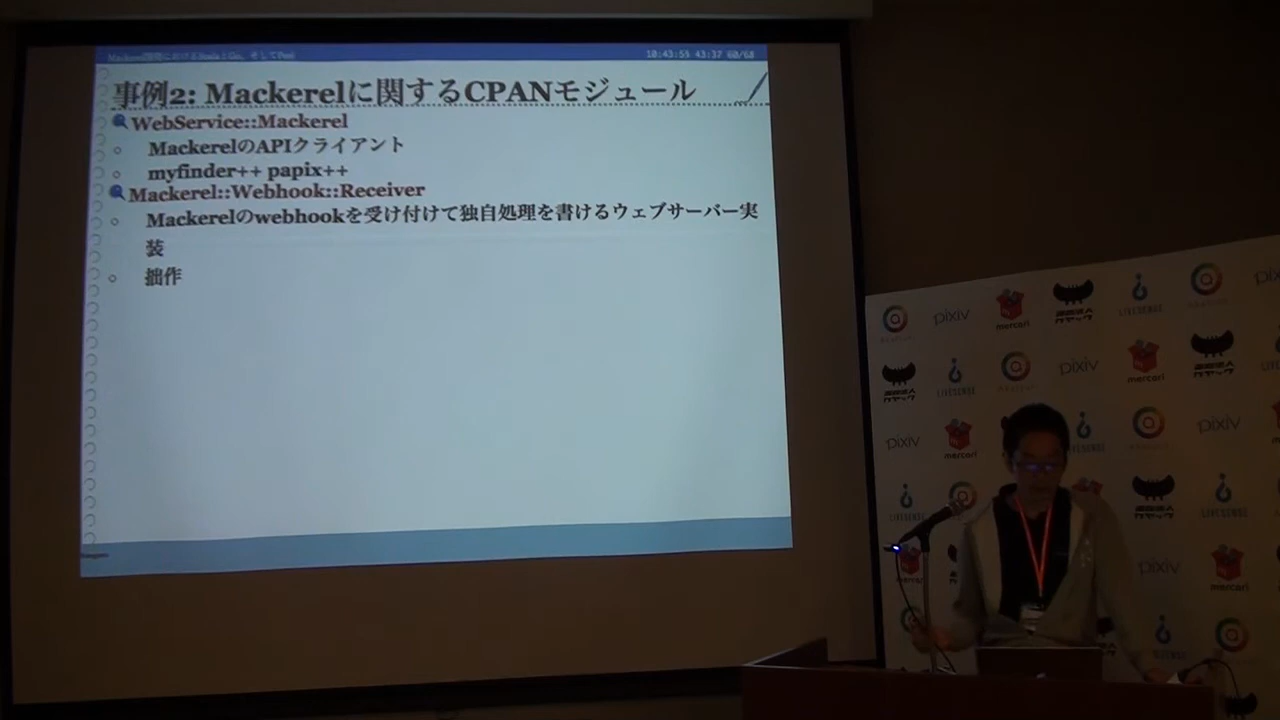 10:43:55 43:37 60/68
事例2: Mackerelに関するCPANモジュール
WebService::Mackerel
MackerelのAPIクライアント
myfinder++ papix++
Mackerel::Webhook::Receiver
Mackerelのwebhookを受け付けて独自処理を書けるウェブサーバー実
装
拙作
pixiv
mercari
LIVESENSE
pixiv
LIVESENSE
pixiv
mercari
pixiv
mercari
pixiv
LIVESENSE
LIVESENSE
pixiv
mercari
mercari